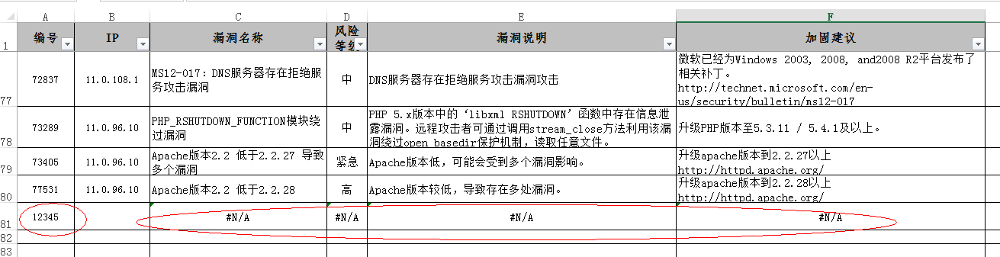 A B C D E F
1 编号 IP 漏洞名称 风险等级 漏洞说明 加固建议
77 72837 11.0.108.1
MS12-017：DNS服务器存在拒绝服
务攻击漏洞
中
DNS服务器存在拒绝服务攻击漏洞攻击
微软已经为Windows 2003, 2008, and2008 R2平台发布了
相关补丁。
http://technet.microsoft.com/en-
us/security/bulletin/ms12-017
78 73289 11.0.96.10
PHP_RSHUTDOWN_FUNCTION模块绕
过漏洞
中
PHP 5.x版本中的‘libxml RSHUTDOWN’函数中存在信息泄
露漏洞。远程攻击者可通过调用stream_close方法利用该漏
洞绕过open basedir保护机制，读取任意文件。
升级PHP版本至5.3.11 / 5.4.1及以上。
79 73405 11.0.96.10
Apache版本2.2 低于2.2.27 导致
多个漏洞
紧急
Apache版本低，可能会受到多个漏洞影响。
升级apache版本到2.2.27以上
http://httpd.apache.org/
80 77531 11.0.96.10
Apache版本2.2 低于2.2.28
高
Apache版本较低，导致存在多处漏洞。
升级apache版本到2.2.28以上
http://httpd.apache.org/
81 12345 #N/A #N/A #N/A #N/A
82
83